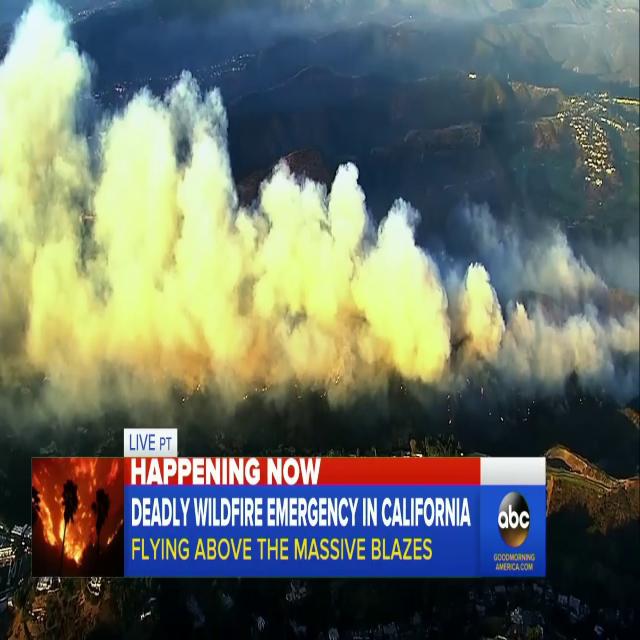 LIVE PT
HAPPENING NOW
DEADLY WILDFIRE EMERGENCY IN CALIFORNIA
FLYING ABOVE THE MASSIVE BLAZES
abc
GOODMORNING
AMERICA.COM